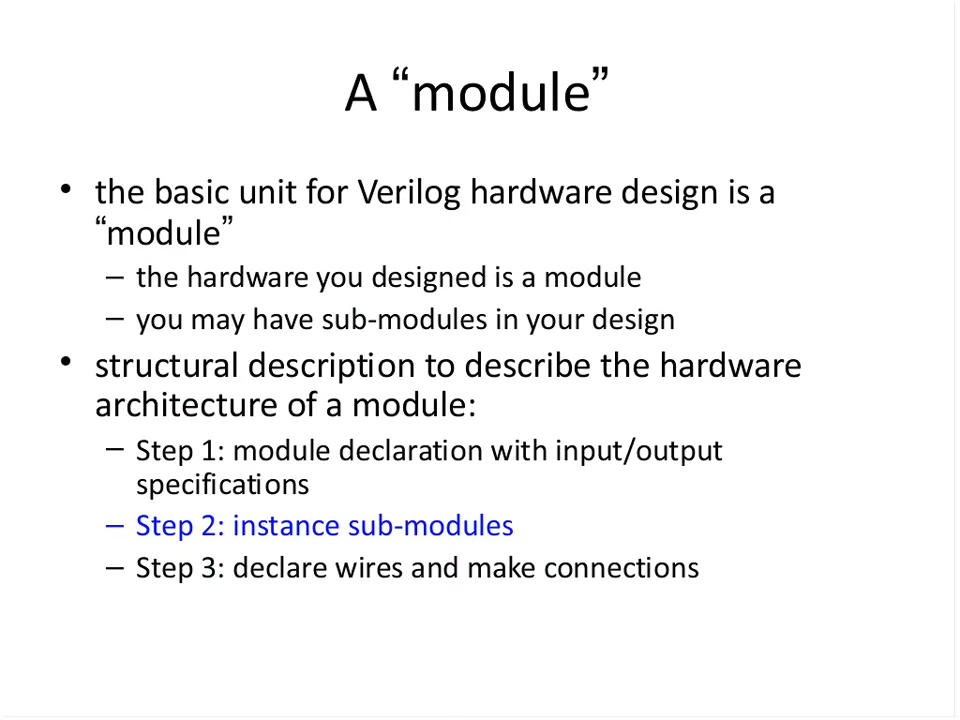 A “module”
• the basic unit for Verilog hardware design is a
“module”
– the hardware you designed is a module
– you may have sub-modules in your design
• structural description to describe the hardware
architecture of a module:
– Step 1: module declaration with input/output
specifications
– Step 2: instance sub-modules
– Step 3: declare wires and make connections